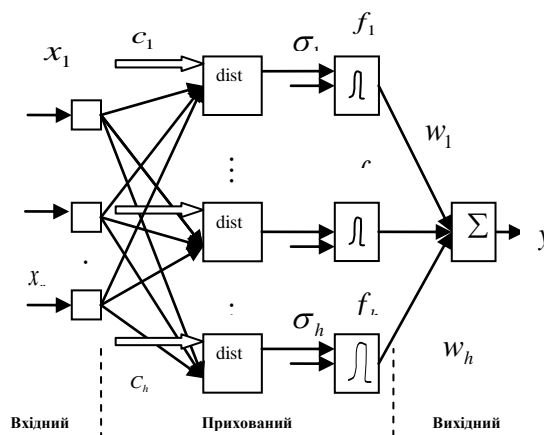 x₁ c₁ σ₁ f₁
dist
w₁
dist
Σ y
x
σₕ fₕ
dist
cₕ wₕ
Вхідний Прихований Вихідний